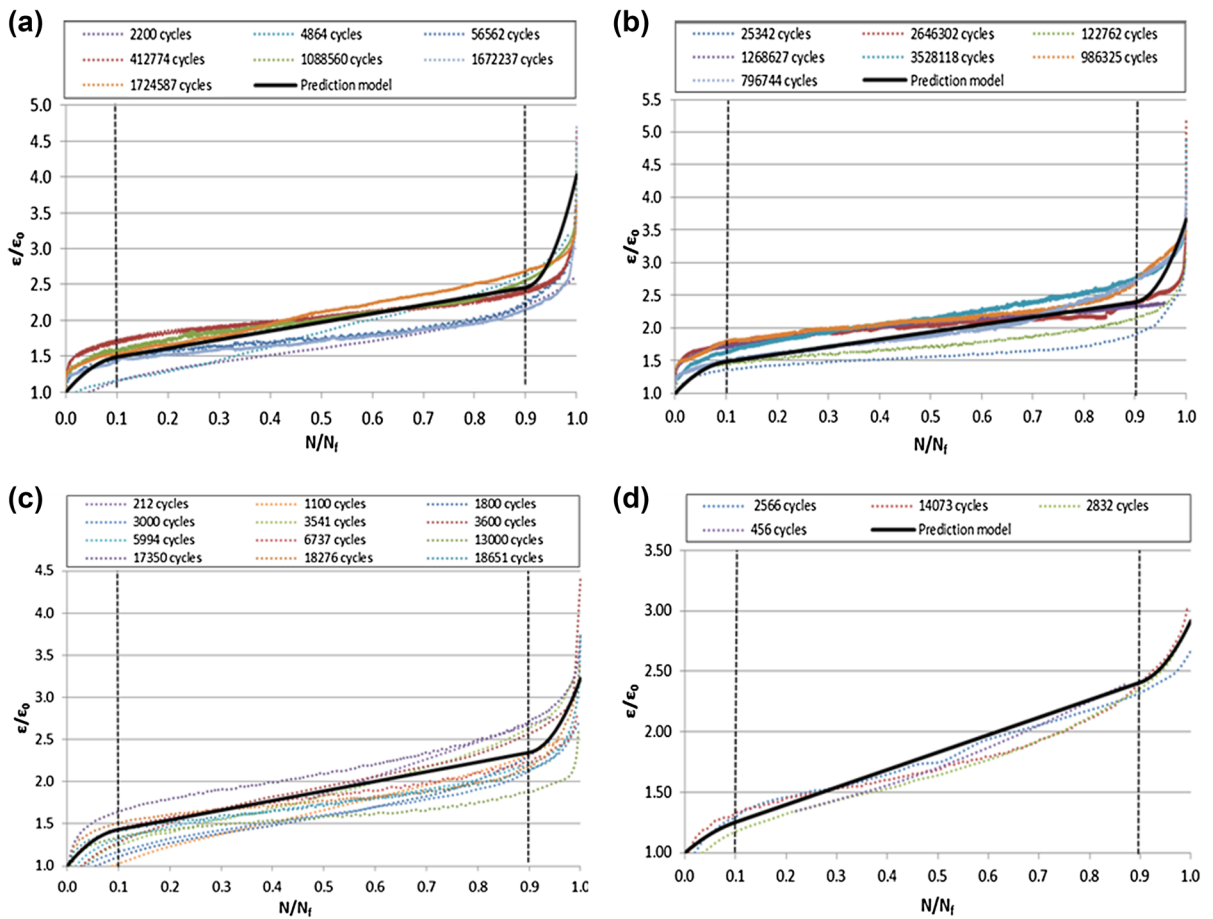 (a)
2200 cycles 4864 cycles 56562 cycles
412774 cycles 1088560 cycles 1672237 cycles
1724587 cycles Prediction model
5.0
4.5
4.0
3.5
3.0
2.5
2.0
1.5
1.0
ε/ε0
0.0 0.1 0.2 0.3 0.4 0.5 0.6 0.7 0.8 0.9 1.0
N/Nf
(b)
25342 cycles 2646302 cycles 122762 cycles
1268627 cycles 3528118 cycles 986325 cycles
796744 cycles Prediction model
5.5
5.0
4.5
4.0
3.5
3.0
2.5
2.0
1.5
1.0
ε/ε0
0.0 0.1 0.2 0.3 0.4 0.5 0.6 0.7 0.8 0.9 1.0
N/Nf
(c)
212 cycles 1100 cycles 1800 cycles
3000 cycles 3541 cycles 3600 cycles
5994 cycles 6737 cycles 13000 cycles
17350 cycles 18276 cycles 18651 cycles
4.5
4.0
3.5
3.0
2.5
2.0
1.5
1.0
ε/ε0
0.0 0.1 0.2 0.3 0.4 0.5 0.6 0.7 0.8 0.9 1.0
N/Nf
(d)
2566 cycles 14073 cycles 2832 cycles
456 cycles Prediction model
3.50
3.00
2.50
2.00
1.50
1.00
ε/ε0
0.0 0.1 0.2 0.3 0.4 0.5 0.6 0.7 0.8 0.9 1.0
N/Nf